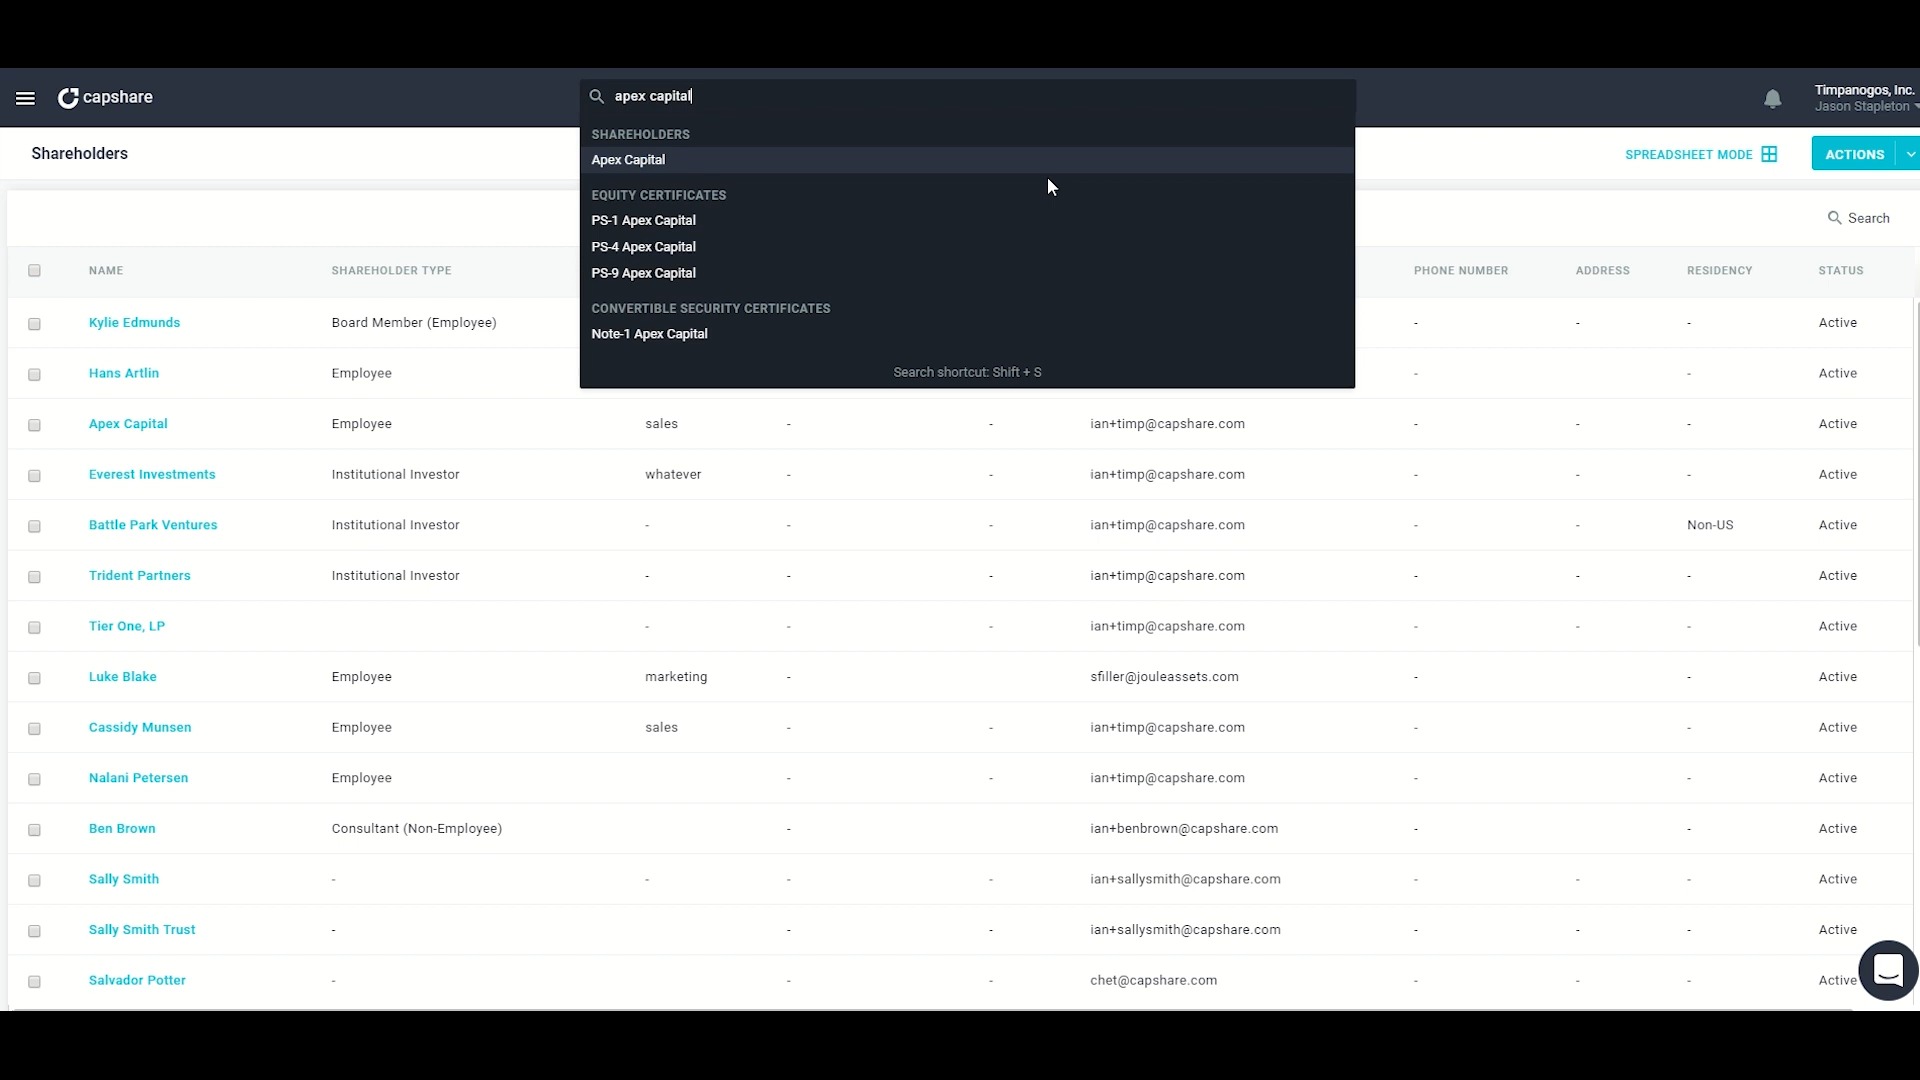 capshare
apex capital
Timpanogos, Inc.
Jason Stapleton
SHAREHOLDERS
Apex Capital
EQUITY CERTIFICATES
PS-1 Apex Capital
PS-4 Apex Capital
PS-9 Apex Capital
CONVERTIBLE SECURITY CERTIFICATES
Note-1 Apex Capital
Search shortcut: Shift + S
Shareholders
SPREADSHEET MODE
ACTIONS
Search
NAME SHAREHOLDER TYPE PHONE NUMBER ADDRESS RESIDENCY STATUS
Kylie Edmunds Board Member (Employee) - - - Active
Hans Artlin Employee - - Active
Apex Capital Employee sales - - ian+timp@capshare.com - - - Active
Everest Investments Institutional Investor whatever - - ian+timp@capshare.com - - - Active
Battle Park Ventures Institutional Investor - - - ian+timp@capshare.com - - Non-US Active
Trident Partners Institutional Investor - - - ian+timp@capshare.com - - - Active
Tier One, LP - - - ian+timp@capshare.com - - - Active
Luke Blake Employee marketing - sfiller@jouleassets.com - - Active
Cassidy Munsen Employee sales - - ian+timp@capshare.com - - Active
Nalani Petersen Employee - - ian+timp@capshare.com - - Active
Ben Brown Consultant (Non-Employee) - ian+benbrown@capshare.com - - Active
Sally Smith - - - - ian+sallysmith@capshare.com - - - Active
Sally Smith Trust - - - ian+sallysmith@capshare.com - - - Active
Salvador Potter - - - chet@capshare.com - - - Active